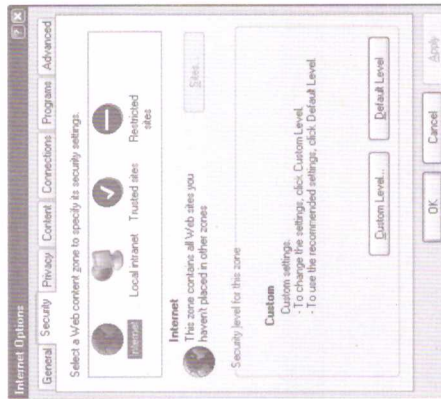 Internet Options
General Security Privacy Content Connections Programs Advanced
Select a Web content zone to specify its security settings.
Internet Local intranet Trusted sites Restricted
sites
Internet
This zone contains all Web sites you
haven't placed in other zones
Sites...
Security level for this zone
Custom
Custom settings.
- To change the settings, click Custom Level.
- To use the recommended settings, click Default Level.
Custom Level... Default Level
OK Cancel Apply